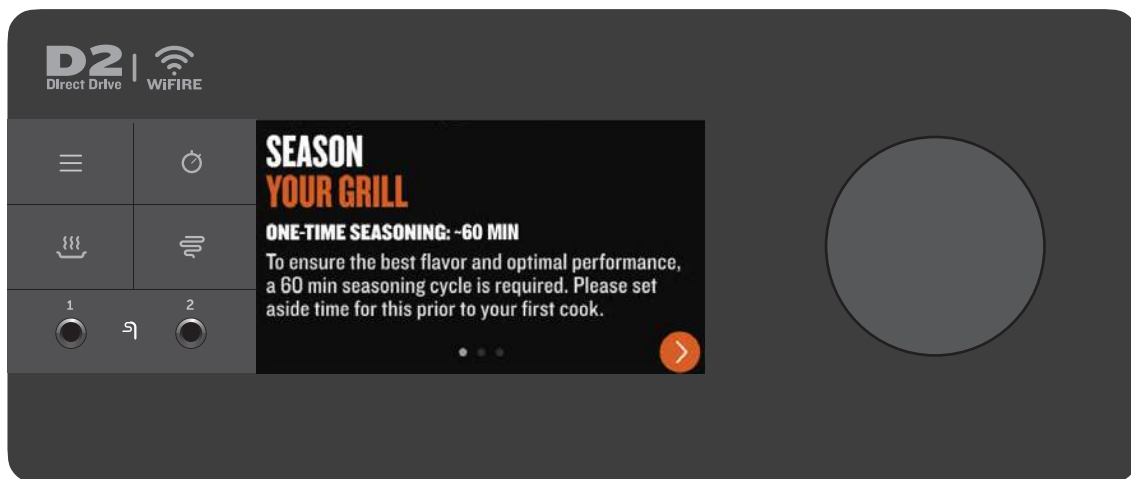 D2
Direct Drive
WiFIRE
SEASON
YOUR GRILL
ONE-TIME SEASONING: ~60 MIN
To ensure the best flavor and optimal performance,
a 60 min seasoning cycle is required. Please set
aside time for this prior to your first cook.
1
2